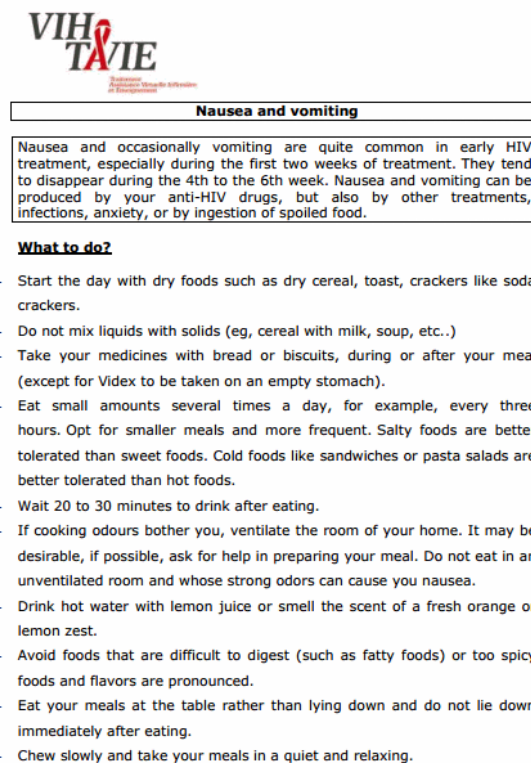 VIH
TAVIE
Traitement
Assistance Virtuelle Infirmière
et Enseignement
Nausea and vomiting
Nausea and occasionally vomiting are quite common in early HIV
treatment, especially during the first two weeks of treatment. They tend
to disappear during the 4th to the 6th week. Nausea and vomiting can be
produced by your anti-HIV drugs, but also by other treatments,
infections, anxiety, or by ingestion of spoiled food.
What to do?
- Start the day with dry foods such as dry cereal, toast, crackers like soda
crackers.
- Do not mix liquids with solids (eg, cereal with milk, soup, etc..)
- Take your medicines with bread or biscuits, during or after your mea
(except for Videx to be taken on an empty stomach).
- Eat small amounts several times a day, for example, every three
hours. Opt for smaller meals and more frequent. Salty foods are bette
tolerated than sweet foods. Cold foods like sandwiches or pasta salads are
better tolerated than hot foods.
- Wait 20 to 30 minutes to drink after eating.
- If cooking odours bother you, ventilate the room of your home. It may be
desirable, if possible, ask for help in preparing your meal. Do not eat in an
unventilated room and whose strong odors can cause you nausea.
- Drink hot water with lemon juice or smell the scent of a fresh orange o
lemon zest.
- Avoid foods that are difficult to digest (such as fatty foods) or too spicy
foods and flavors are pronounced.
- Eat your meals at the table rather than lying down and do not lie down
immediately after eating.
- Chew slowly and take your meals in a quiet and relaxing.